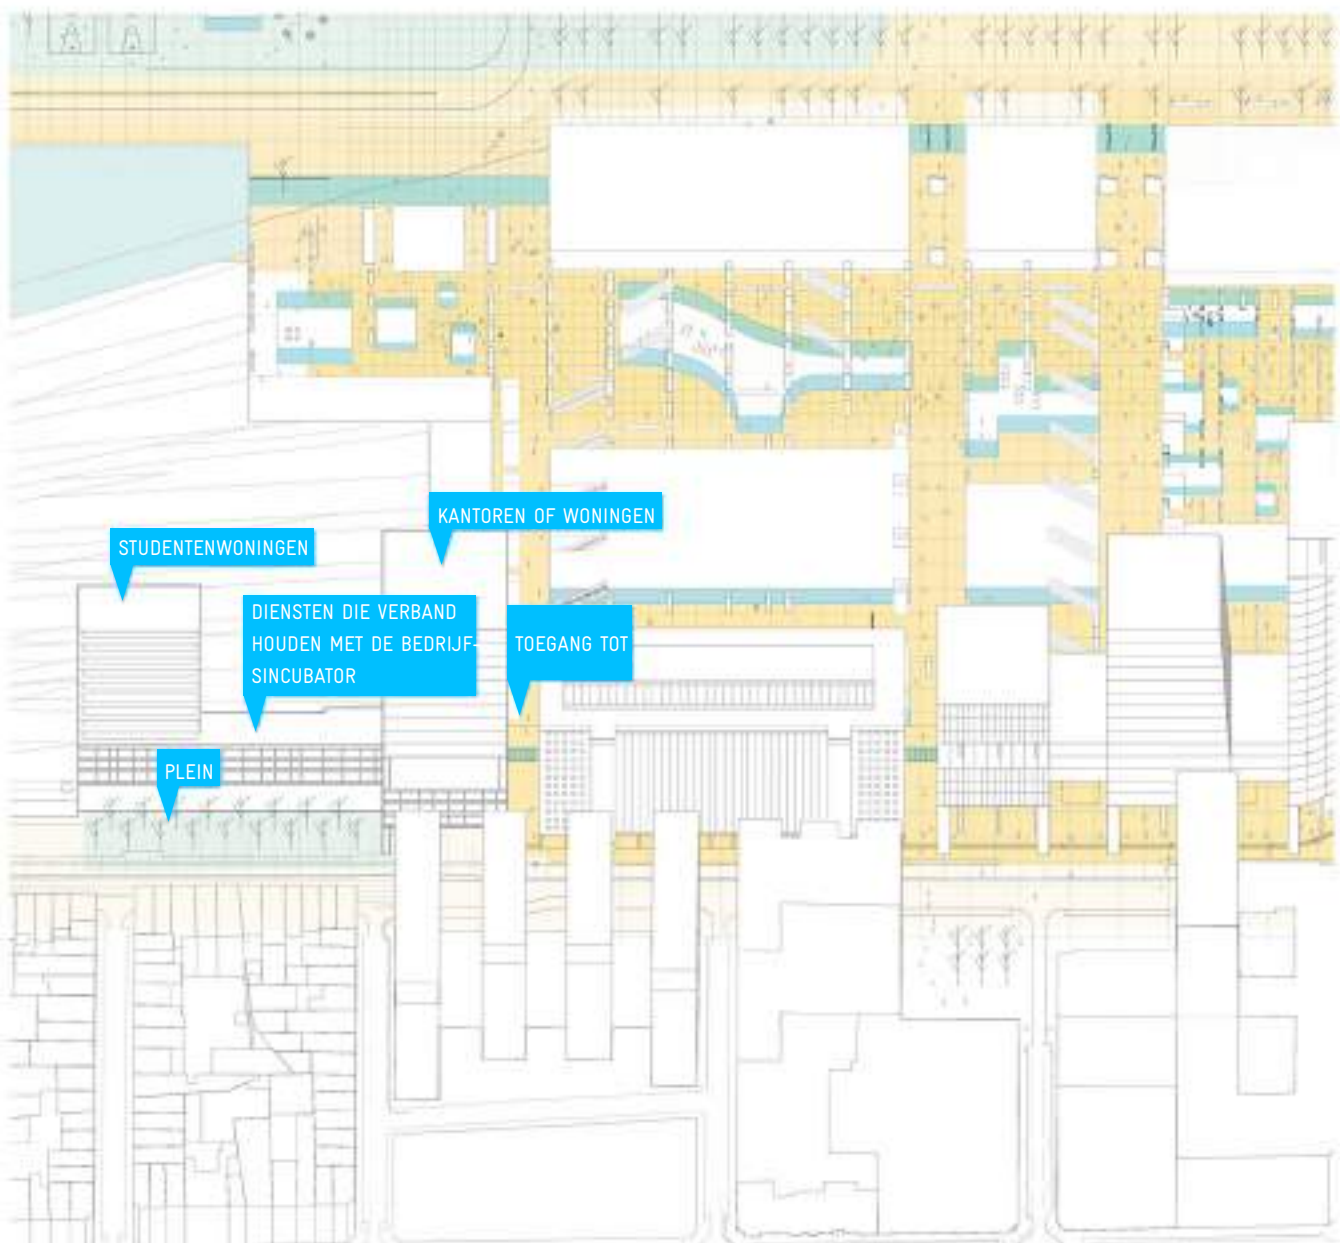 KANTOREN OF WONINGEN
STUDENTENWONINGEN
DIENSTEN DIE VERBAND
HOUDEN MET DE BEDRIJF-
SINCUBATOR
TOEGANG TOT
PLEIN